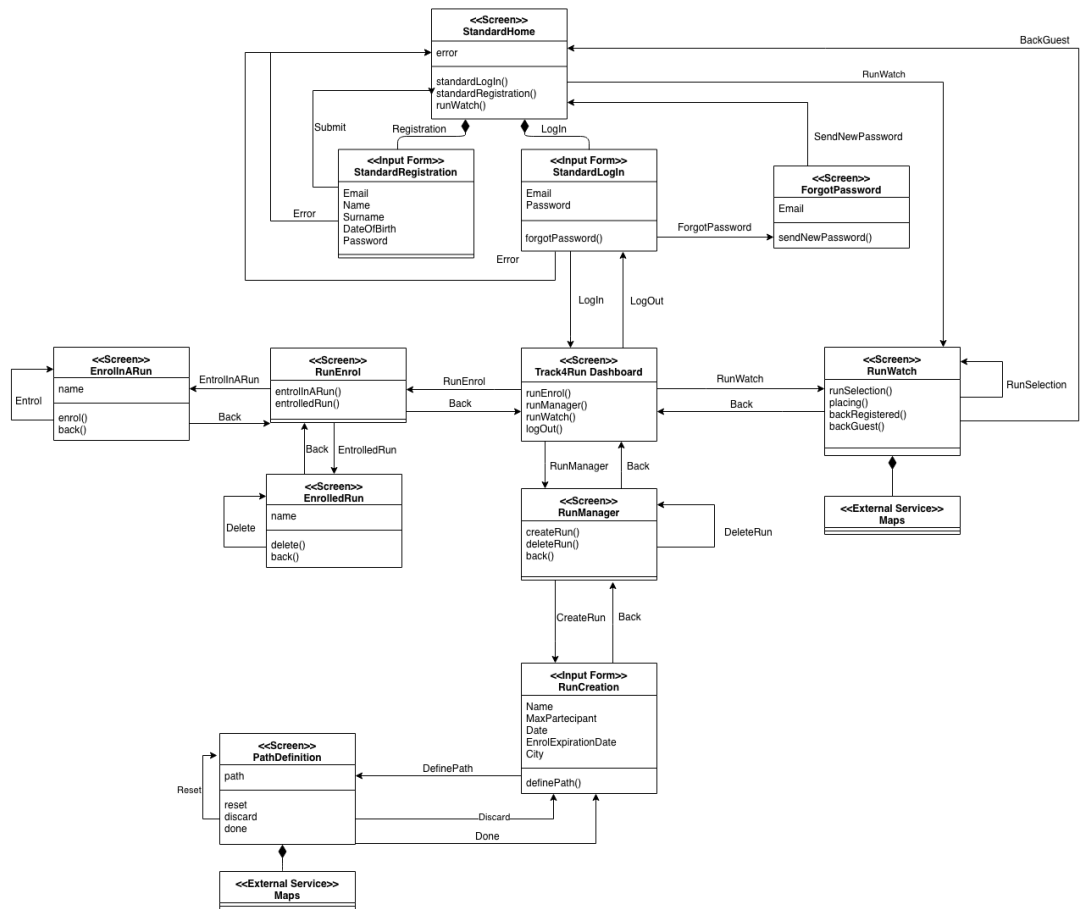 <<Screen>>
StandardHome
error
standardLogIn()
standardRegistration()
runWatch()
BackGuest
RunWatch
Submit
Registration
LogIn
SendNewPassword
<<Input Form>>
StandardRegistration
Email
Name
Surname
DateOfBirth
Password
Error
<<Input Form>>
StandardLogIn
Email
Password
forgotPassword()
Error
ForgotPassword
<<Screen>>
ForgotPassword
Email
sendNewPassword()
LogIn
LogOut
<<Screen>>
EnrolInARun
name
enrol()
back()
Entrol
EntrolInARun
Back
<<Screen>>
RunEnrol
entrolInARun()
entrolledRun()
RunEnrol
Back
<<Screen>>
Track4Run Dashboard
runEnrol()
runManager()
runWatch()
logOut()
RunWatch
Back
<<Screen>>
RunWatch
runSelection()
placing()
backRegistered()
backGuest()
RunSelection
Back
EntrolledRun
<<Screen>>
EnrolledRun
name
delete()
back()
Delete
RunManager
Back
<<Screen>>
RunManager
createRun()
deleteRun()
back()
DeleteRun
<<External Service>>
Maps
CreateRun
Back
<<Input Form>>
RunCreation
Name
MaxPartecipant
Date
EnrolExpirationDate
City
definePath()
DefinePath
<<Screen>>
PathDefinition
path
reset
discard
done
Reset
Discard
Done
<<External Service>>
Maps